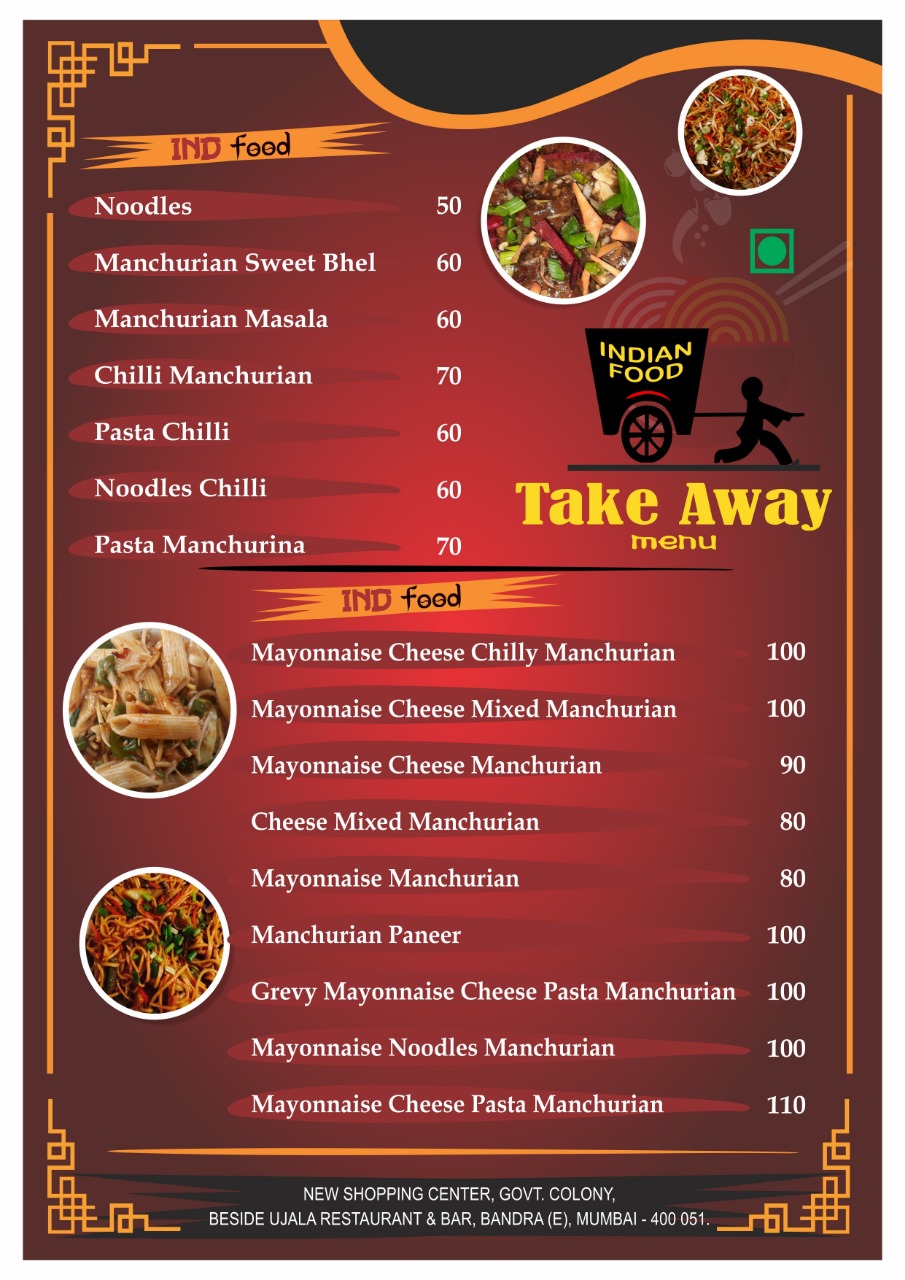 IND food
Noodles 50
Manchurian Sweet Bhel 60
Manchurian Masala 60
Chilli Manchurian 70
Pasta Chilli 60
Noodles Chilli 60
Pasta Manchurina 70
INDIAN
FOOD
Take Away
menu
IND food
Mayonnaise Cheese Chilly Manchurian 100
Mayonnaise Cheese Mixed Manchurian 100
Mayonnaise Cheese Manchurian 90
Cheese Mixed Manchurian 80
Mayonnaise Manchurian 80
Manchurian Paneer 100
Grevy Mayonnaise Cheese Pasta Manchurian 100
Mayonnaise Noodles Manchurian 100
Mayonnaise Cheese Pasta Manchurian 110
NEW SHOPPING CENTER, GOVT. COLONY,
BESIDE UJALA RESTAURANT & BAR, BANDRA (E), MUMBAI - 400 051.